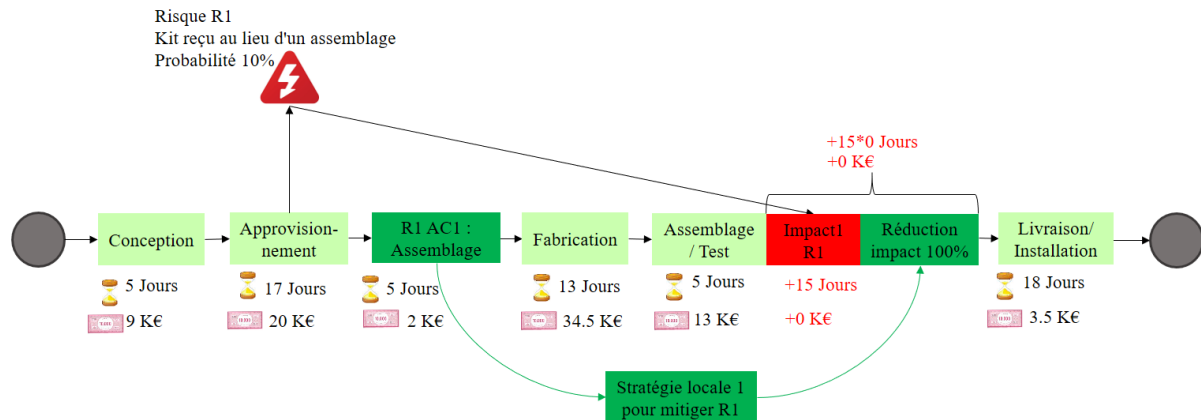 Risque R1
Kit reçu au lieu d'un assemblage
Probabilité 10%
+15*0 Jours
+0 K€
Conception
Approvision-
nement
R1 AC1 :
Assemblage
Fabrication
Assemblage
/ Test
Impact1
R1
Réduction
impact 100%
Livraison/
Installation
5 Jours
9 K€
17 Jours
20 K€
5 Jours
2 K€
13 Jours
34.5 K€
5 Jours
13 K€
+15 Jours
+0 K€
18 Jours
3.5 K€
Stratégie locale 1
pour mitiger R1